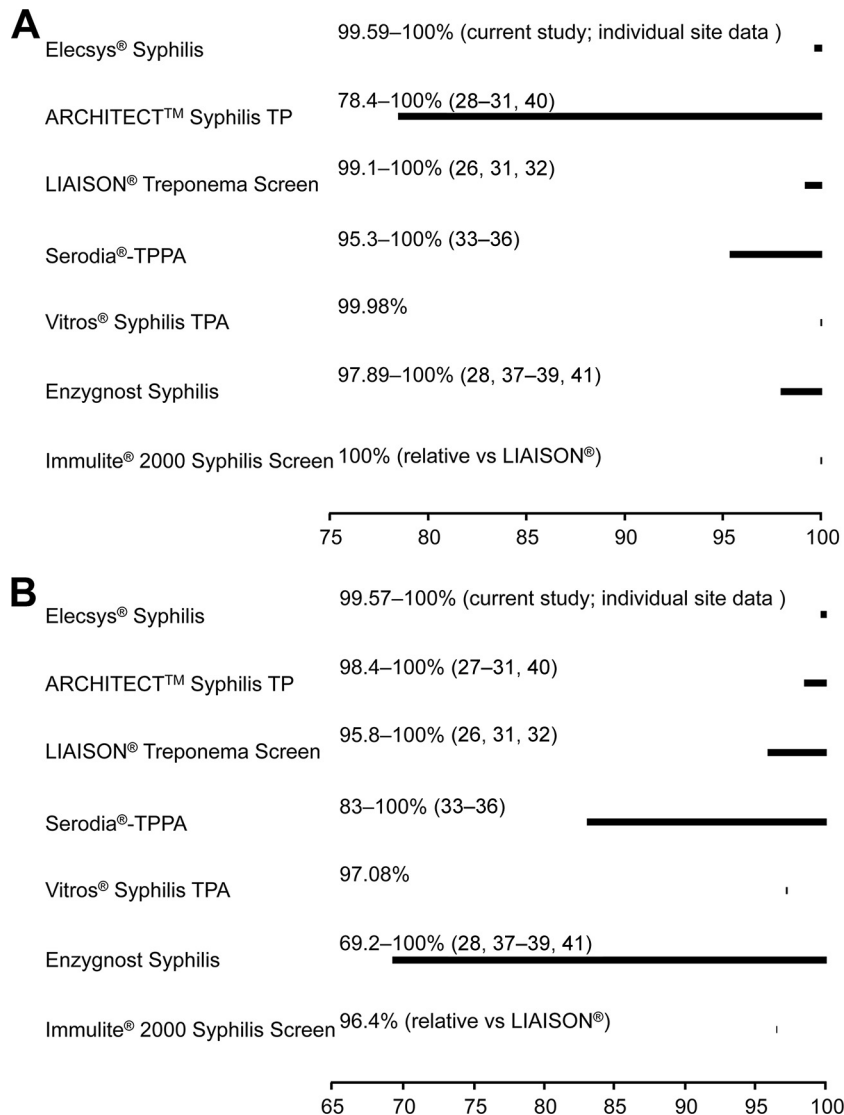 A
Elecsys® Syphilis 99.59–100% (current study; individual site data )
ARCHITECT™ Syphilis TP 78.4–100% (28–31, 40)
LIAISON® Treponema Screen 99.1–100% (26, 31, 32)
Serodia®-TPPA 95.3–100% (33–36)
Vitros® Syphilis TPA 99.98%
Enzygnost Syphilis 97.89–100% (28, 37–39, 41)
Immulite® 2000 Syphilis Screen 100% (relative vs LIAISON®)
75 80 85 90 95 100
B
Elecsys® Syphilis 99.57–100% (current study; individual site data )
ARCHITECT™ Syphilis TP 98.4–100% (27–31, 40)
LIAISON® Treponema Screen 95.8–100% (26, 31, 32)
Serodia®-TPPA 83–100% (33–36)
Vitros® Syphilis TPA 97.08%
Enzygnost Syphilis 69.2–100% (28, 37–39, 41)
Immulite® 2000 Syphilis Screen 96.4% (relative vs LIAISON®)
65 70 75 80 85 90 95 100